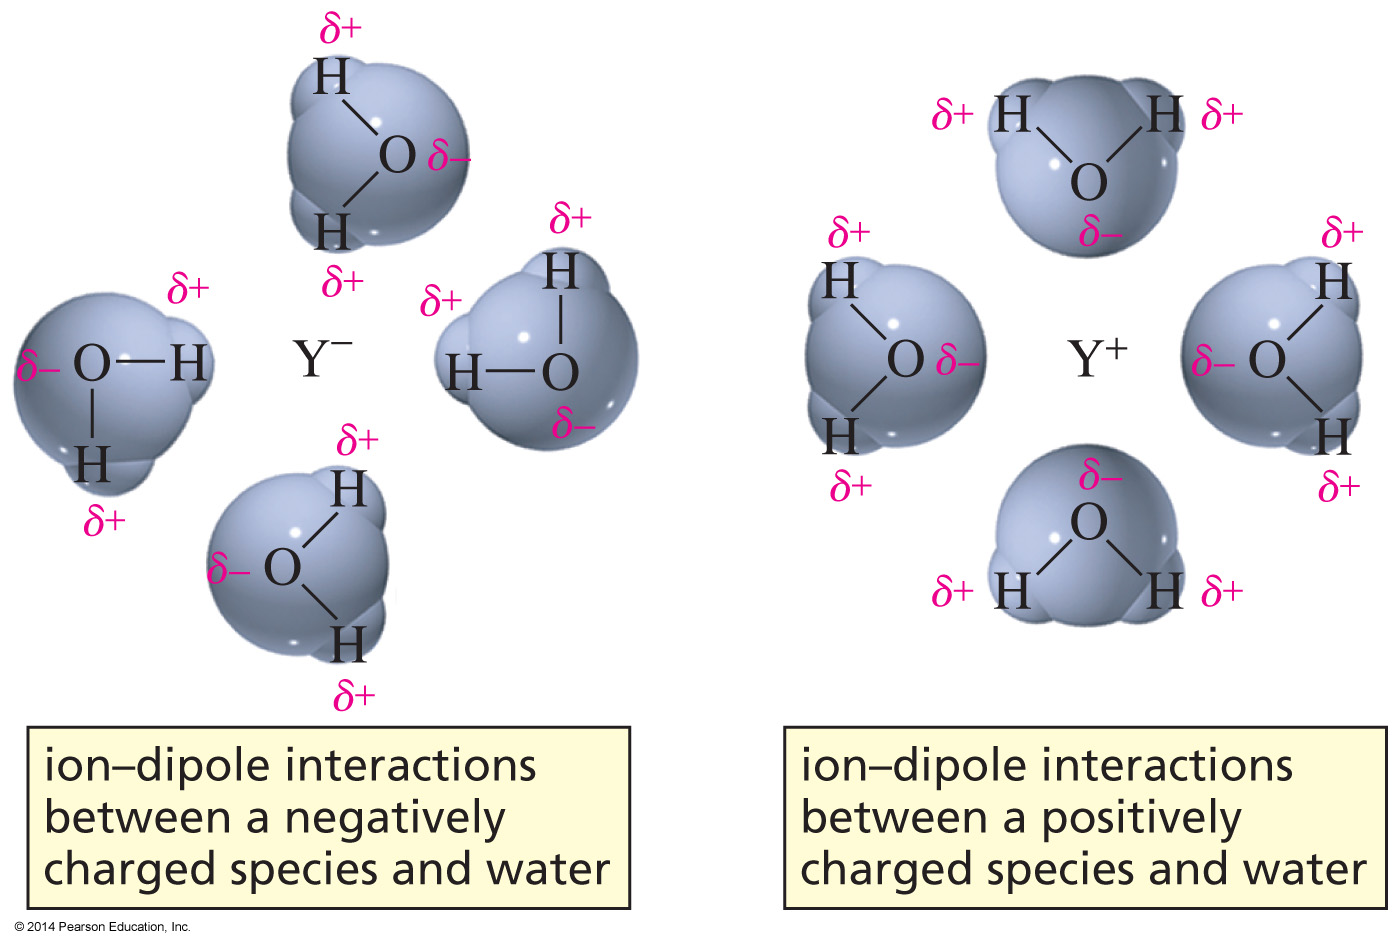 δ+
H
O δ–
H
δ+
δ+
H
δ+
H O
δ–
δ+
δ– O H
H
δ+
Y–
δ+
H
δ– O
H
δ+
δ+ H H δ+
O
δ–
δ+
H
O δ–
H
δ+
Y+
δ+
H
δ– O
H
δ+
δ–
O
δ+ H H δ+
ion–dipole interactions
between a negatively
charged species and water
ion–dipole interactions
between a positively
charged species and water
© 2014 Pearson Education, Inc.